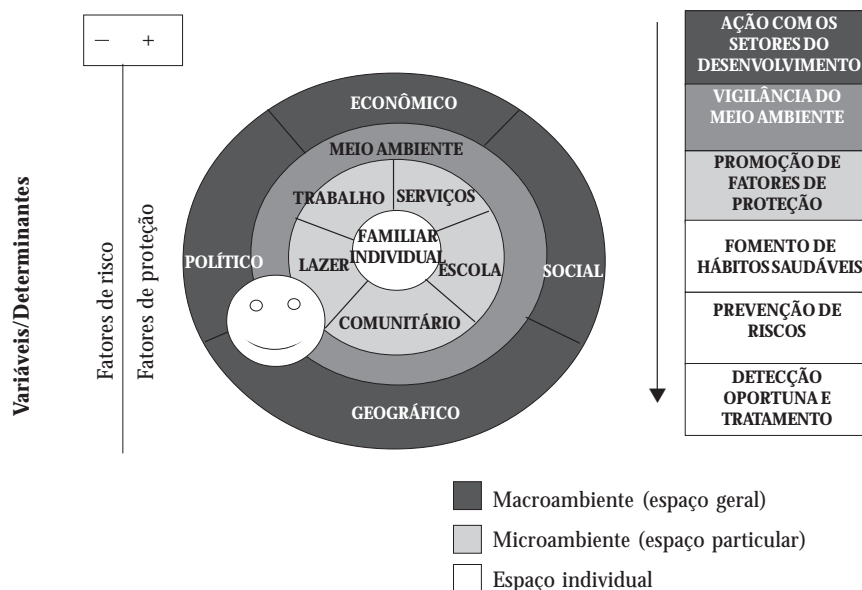 − +
Variáveis/Determinantes
Fatores de risco
Fatores de proteção
ECONÔMICO
MEIO AMBIENTE
TRABALHO
SERVIÇOS
FAMILIAR
INDIVIDUAL
POLÍTICO
LAZER
ESCOLA
SOCIAL
COMUNITÁRIO
GEOGRÁFICO
AÇÃO COM OS
SETORES DO
DESENVOLVIMENTO
VIGILÂNCIA DO
MEIO AMBIENTE
PROMOÇÃO DE
FATORES DE
PROTEÇÃO
FOMENTO DE
HÁBITOS SAUDÁVEIS
PREVENÇÃO DE
RISCOS
DETECÇÃO
OPORTUNA E
TRATAMENTO
Macroambiente (espaço geral)
Microambiente (espaço particular)
Espaço individual